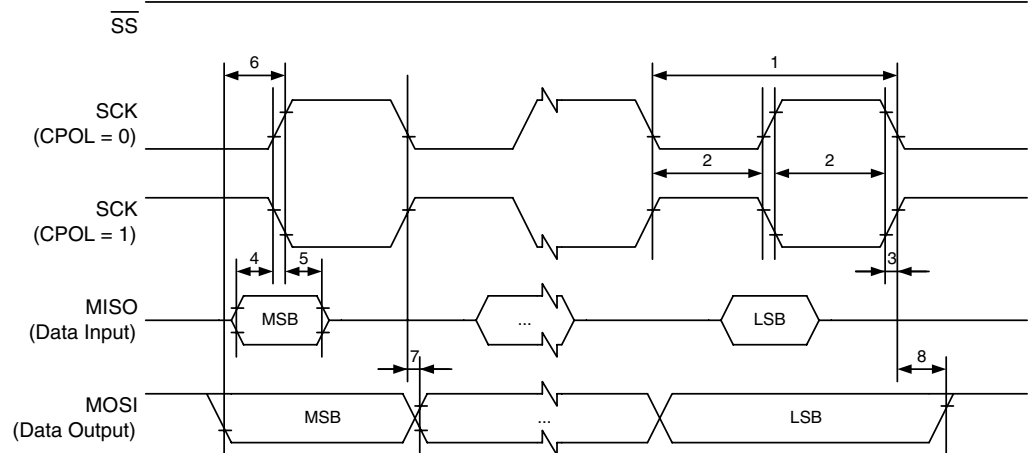 SS
6
1
SCK
(CPOL = 0)
2
2
SCK
(CPOL = 1)
4
5
3
MISO
(Data Input)
MSB
...
LSB
7
8
MOSI
(Data Output)
MSB
...
LSB